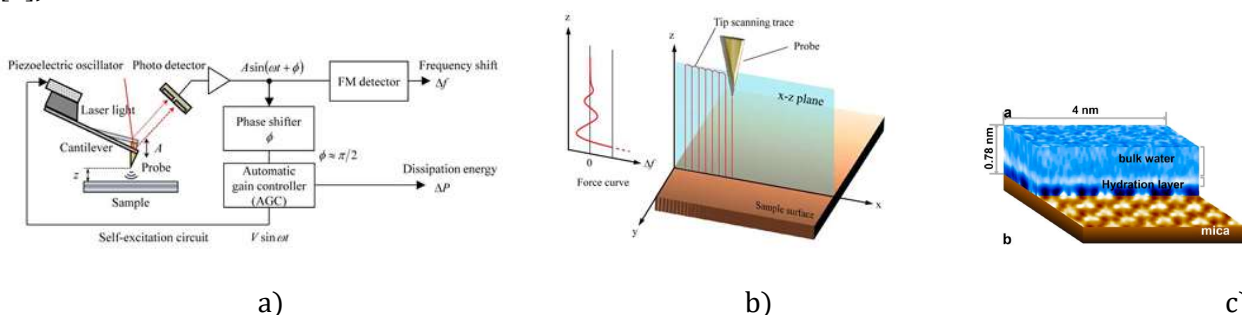 Piezoelectric oscillator
Photo detector
A sin(ωt + ϕ)
Frequency shift
Δf
FM detector
Laser light
Phase shifter
ϕ
Cantilever
A
ϕ ≈ π/2
Probe
z
Dissipation energy
ΔP
Automatic
gain controller
(AGC)
Sample
Self-excitation circuit
V sin ωt
a)
z
0
Δf
Force curve
Tip scanning trace
z
Probe
x-z plane
Sample surface
x
y
b)
a
4 nm
0.78 nm
bulk water
Hydration layer
mica
b
c)